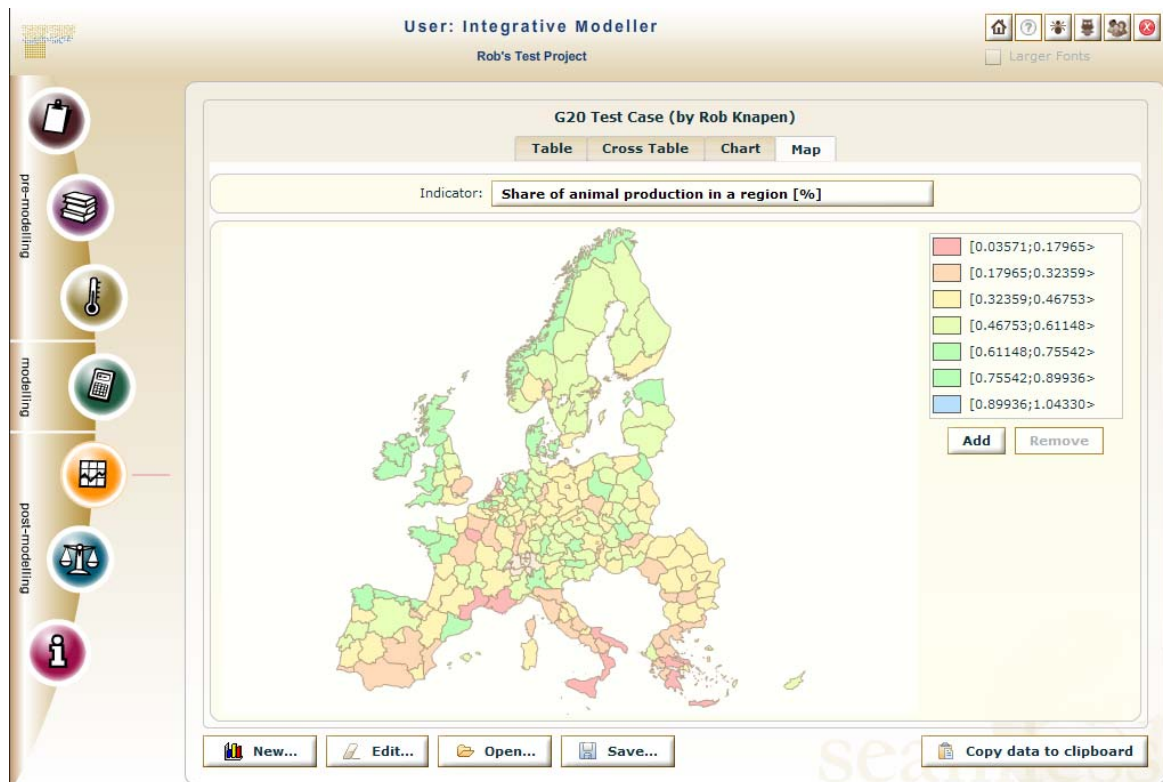 User: Integrative Modeller
Rob's Test Project
Larger Fonts
pre-modelling
modelling
post-modelling
G20 Test Case (by Rob Knapen)
Table Cross Table Chart Map
Indicator: Share of animal production in a region [%]
[0.03571;0.17965>
[0.17965;0.32359>
[0.32359;0.46753>
[0.46753;0.61148>
[0.61148;0.75542>
[0.75542;0.89936>
[0.89936;1.04330>
Add Remove
New... Edit... Open... Save... Copy data to clipboard